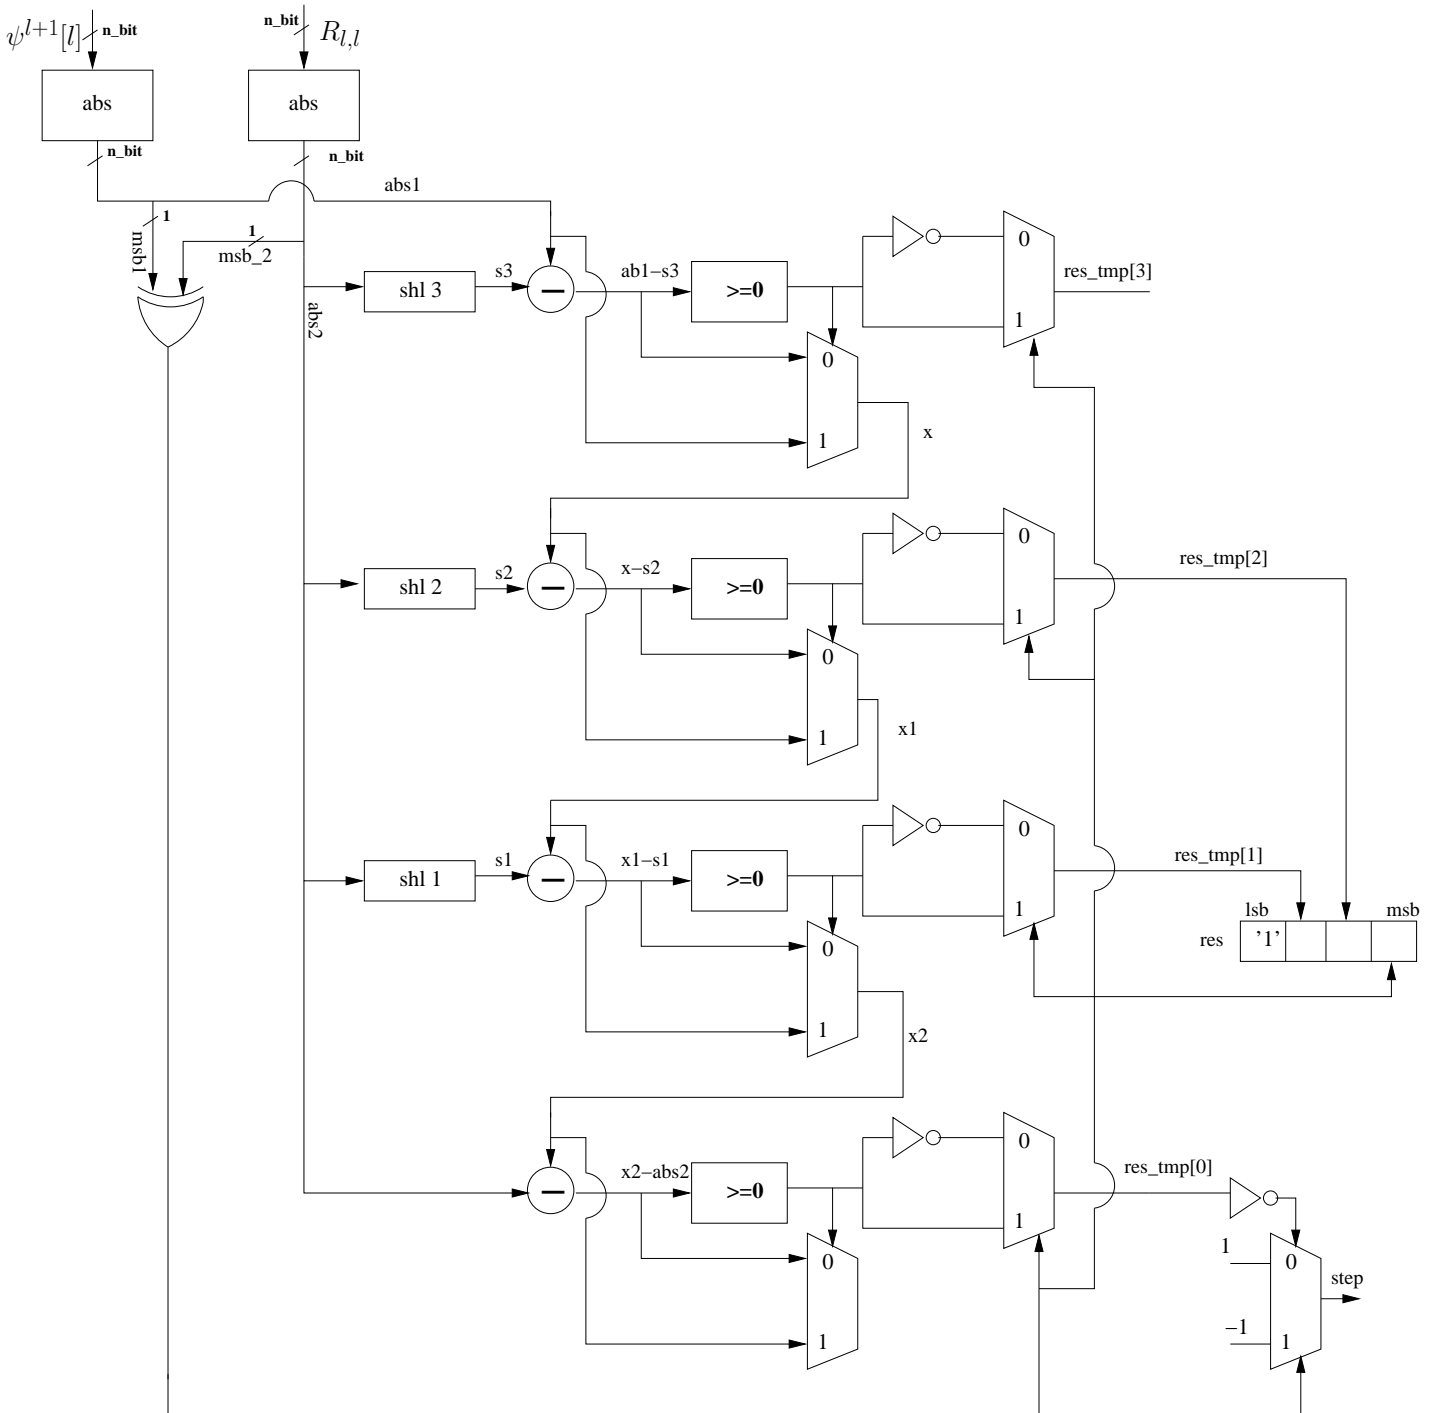 ψ^{l+1}[l] n_bit n_bit R_{l,l}
abs abs
n_bit n_bit
abs1
1
msb1
1
msb_2
abs2
shl 3 s3 − ab1−s3 >=0
0
1
res_tmp[3]
0
1
x
shl 2 s2 − x−s2 >=0
0
1
res_tmp[2]
0
1
x1
shl 1 s1 − x1−s1 >=0
0
1
res_tmp[1]
0
1
x2
lsb msb
res '1'
− x2−abs2 >=0
0
1
res_tmp[0]
0
1
1 0
−1 1
step